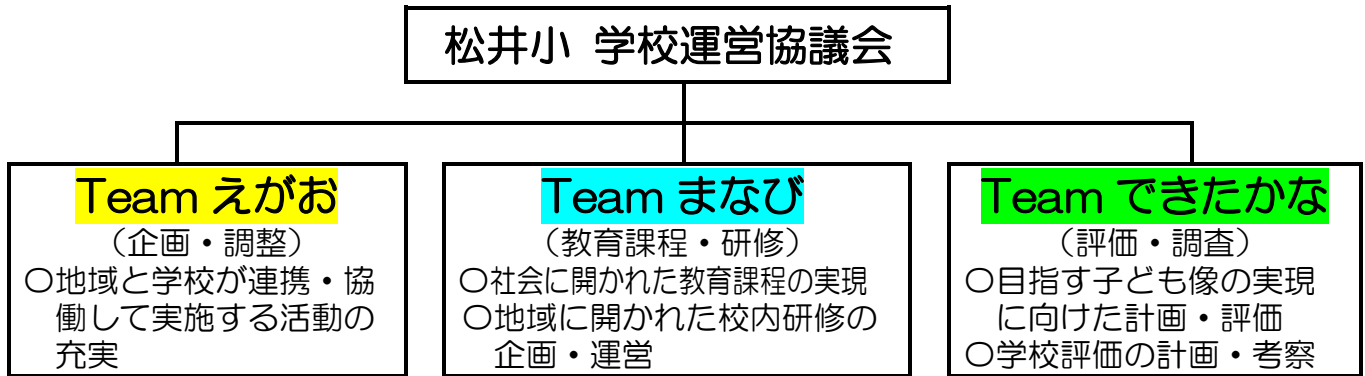 松井小 学校運営協議会
Team えがお
（企画・調整）
〇地域と学校が連携・協
働して実施する活動の
充実
Team まなび
（教育課程・研修）
〇社会に開かれた教育課程の実現
〇地域に開かれた校内研修の
企画・運営
Team できたかな
（評価・調査）
〇目指す子ども像の実現
に向けた計画・評価
〇学校評価の計画・考察